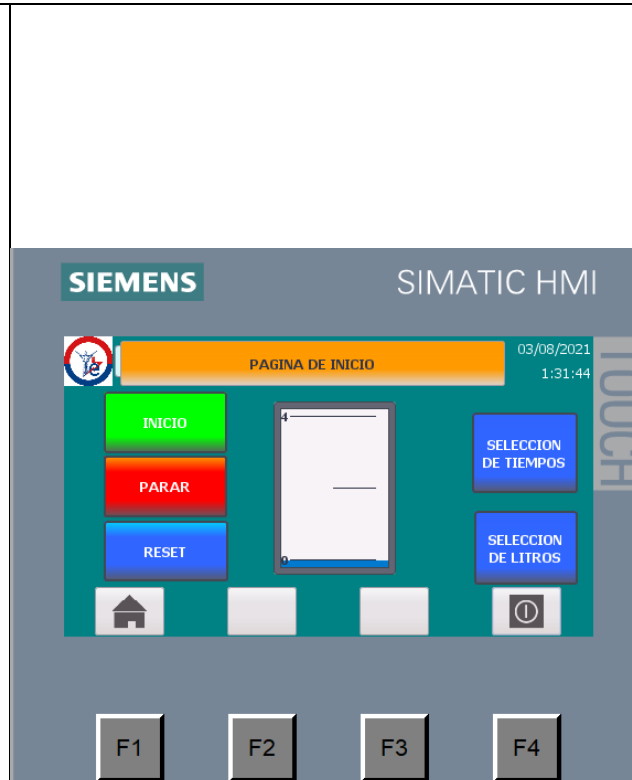 SIEMENS
SIMATIC HMI
TOUCH
PAGINA DE INICIO
03/08/2021
1:31:44
INICIO
PARAR
RESET
4
0
SELECCION
DE TIEMPOS
SELECCION
DE LITROS
F1
F2
F3
F4